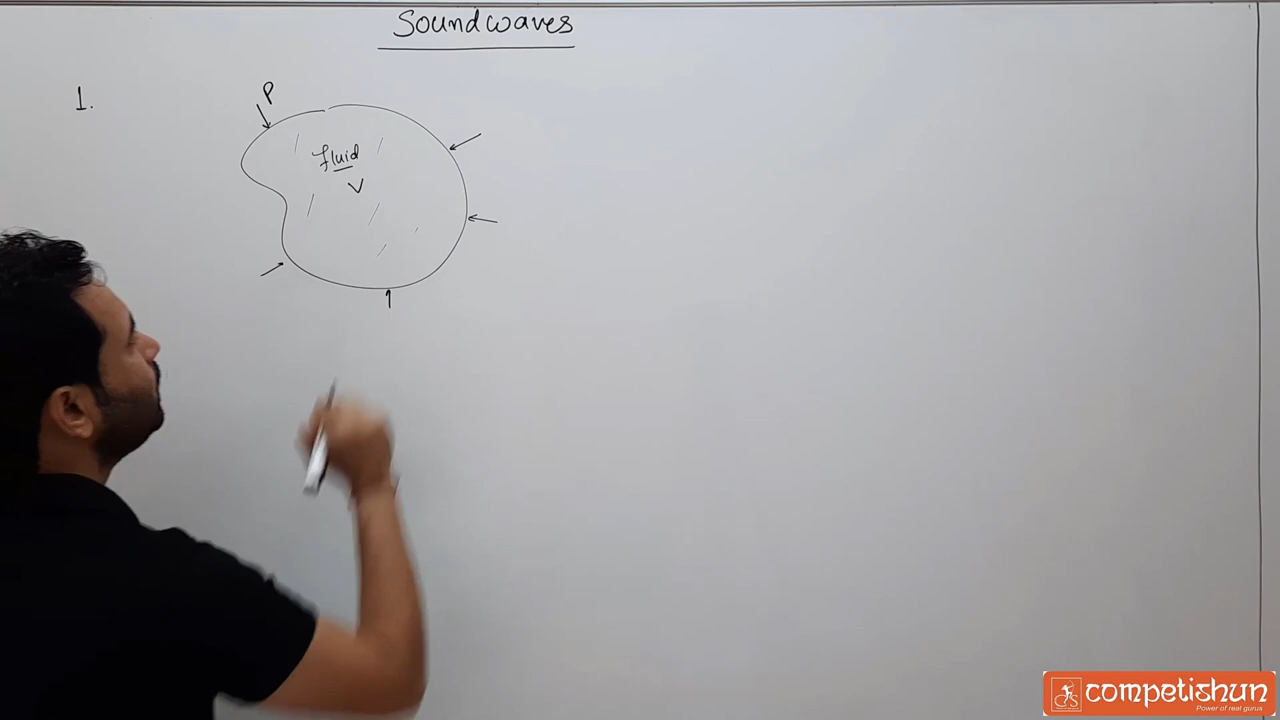 Soundwaves
1.
P
fluid
V
competishun
Power of real gurus